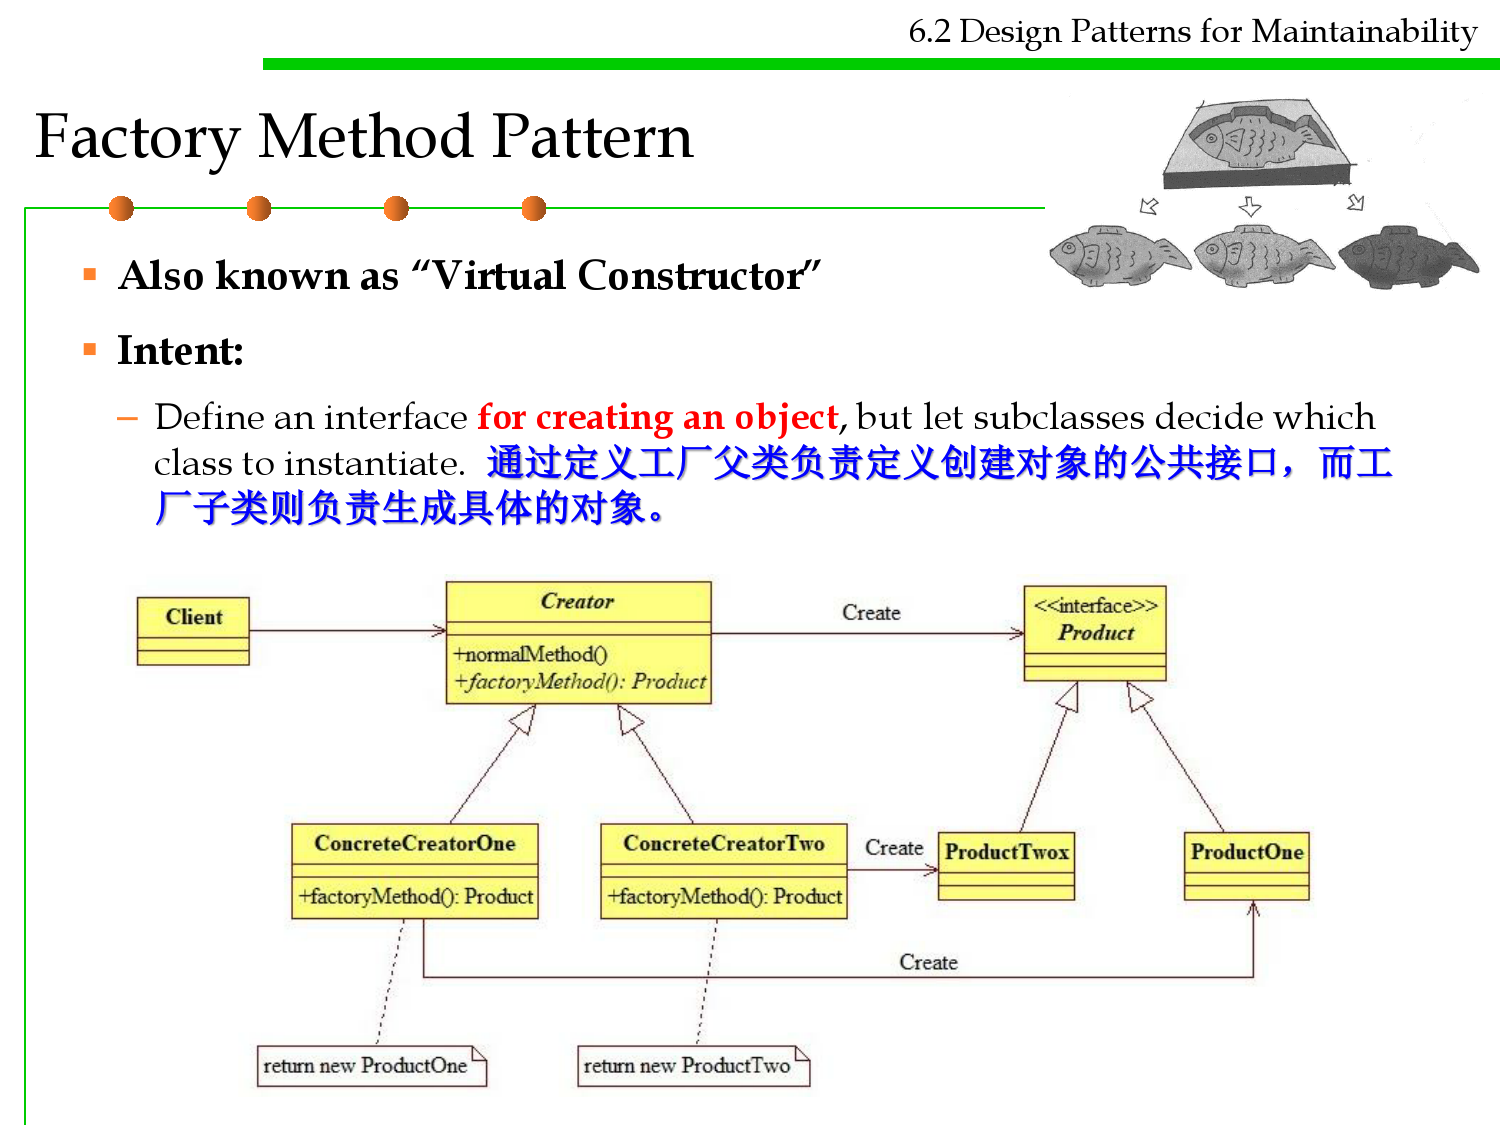 6.2 Design Patterns for Maintainability
Factory Method Pattern
Also known as “Virtual Constructor”
Intent:
– Define an interface for creating an object, but let subclasses decide which
class to instantiate. 通过定义工厂父类负责定义创建对象的公共接口，而工
厂子类则负责生成具体的对象。
Client
Creator
+normalMethod()
+factoryMethod(): Product
Create
<<interface>>
Product
ConcreteCreatorOne
+factoryMethod(): Product
ConcreteCreatorTwo
+factoryMethod(): Product
Create
ProductTwox
ProductOne
Create
return new ProductOne
return new ProductTwo